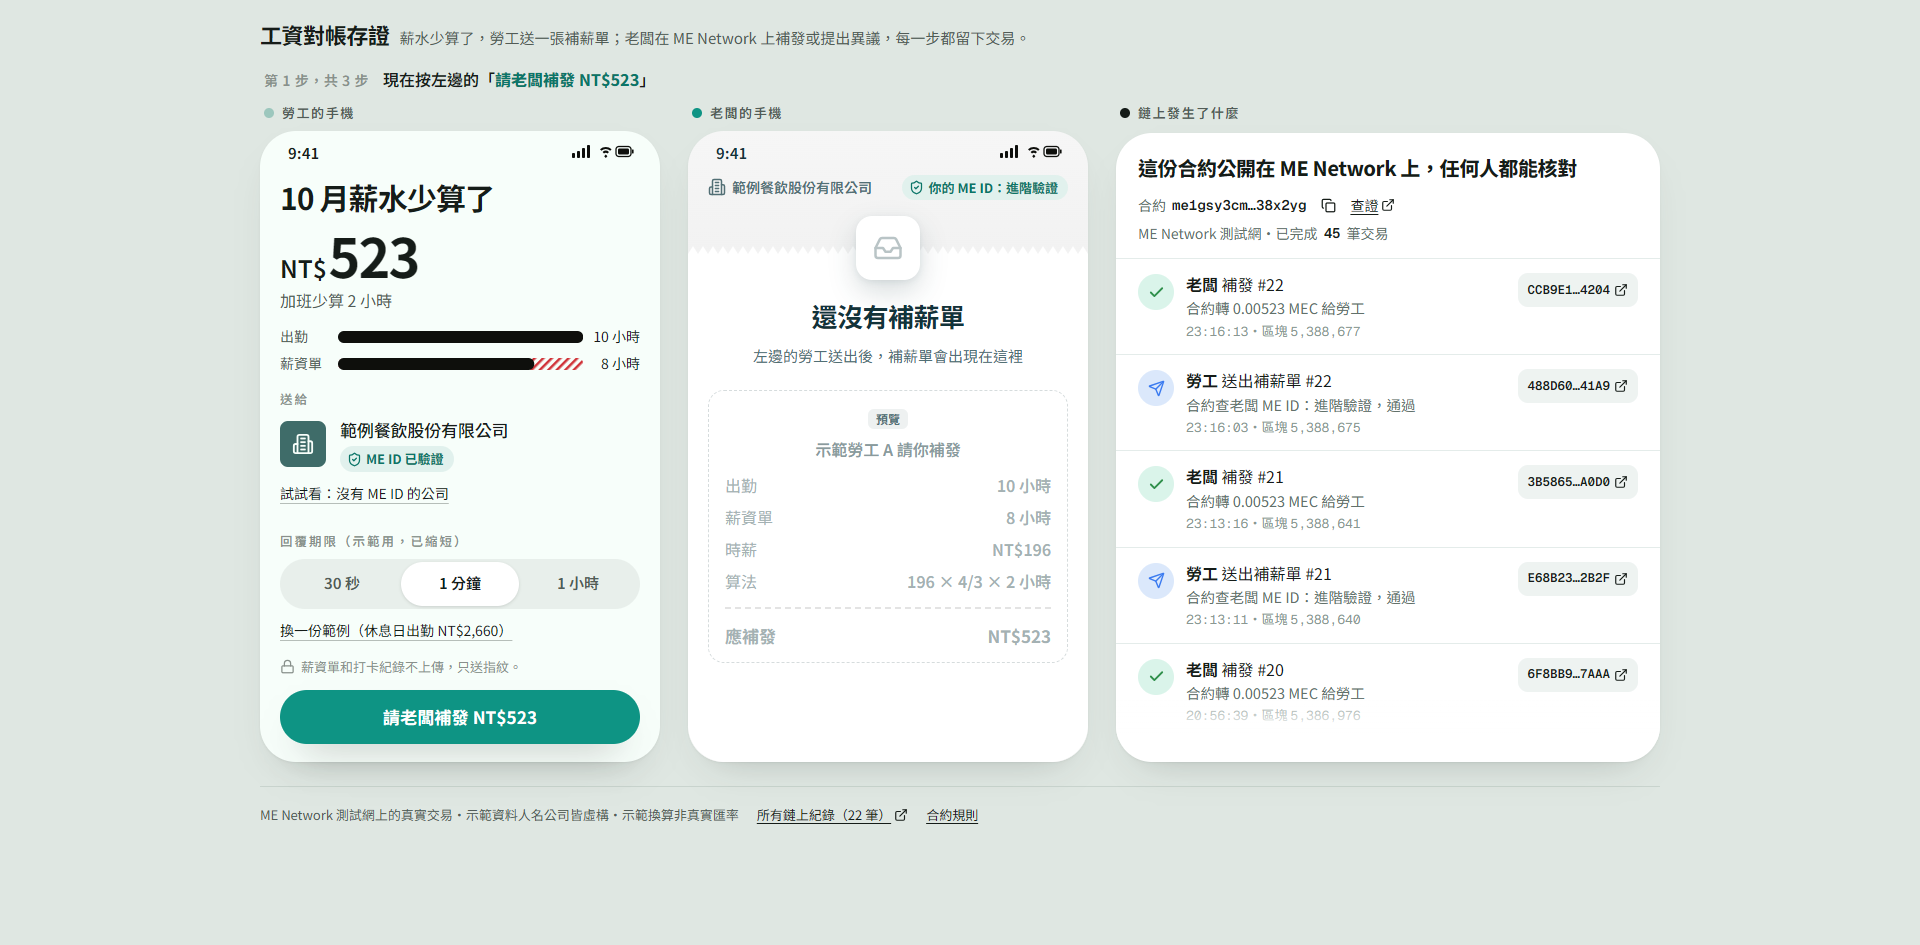 工資對帳存證 薪水少算了，勞工送一張補薪單；老闆在 ME Network 上補發或提出異議，每一步都留下交易。
第 1 步，共 3 步 現在按左邊的「請老闆補發 NT$523」
勞工的手機
9:41
10 月薪水少算了
NT$523
加班少算 2 小時
出勤 10 小時
薪資單 8 小時
送給
範例餐飲股份有限公司
ME ID 已驗證
試試看：沒有 ME ID 的公司
回覆期限（示範用，已縮短）
30 秒 1 分鐘 1 小時
換一份範例（休息日出勤 NT$2,660）
薪資單和打卡紀錄不上傳，只送指紋。
請老闆補發 NT$523
老闆的手機
9:41
範例餐飲股份有限公司 你的 ME ID：進階驗證
還沒有補薪單
左邊的勞工送出後，補薪單會出現在這裡
預覽
示範勞工 A 請你補發
出勤 10 小時
薪資單 8 小時
時薪 NT$196
算法 196 × 4/3 × 2 小時
應補發 NT$523
鏈上發生了什麼
這份合約公開在 ME Network 上，任何人都能核對
合約 me1gsy3cm…38x2yg 查證
ME Network 測試網・已完成 45 筆交易
老闆 補發 #22 CCB9E1…4204
合約轉 0.00523 MEC 給勞工
23:16:13・區塊 5,388,677
勞工 送出補薪單 #22 488D60…41A9
合約查老闆 ME ID：進階驗證，通過
23:16:03・區塊 5,388,675
老闆 補發 #21 3B5865…A0D0
合約轉 0.00523 MEC 給勞工
23:13:16・區塊 5,388,641
勞工 送出補薪單 #21 E68B23…2B2F
合約查老闆 ME ID：進階驗證，通過
23:13:11・區塊 5,388,640
老闆 補發 #20 6F8BB9…7AAA
合約轉 0.00523 MEC 給勞工
20:56:39・區塊 5,386,976
ME Network 測試網上的真實交易・示範資料人名公司皆虛構・示範換算非真實匯率 所有鏈上紀錄（22 筆） 合約規則